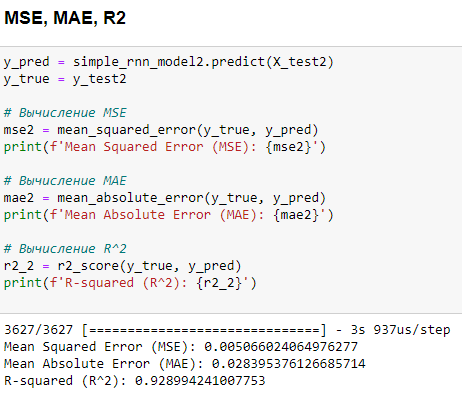 MSE, MAE, R2
y_pred = simple_rnn_model2.predict(X_test2)
y_true = y_test2
# Вычисление MSE
mse2 = mean_squared_error(y_true, y_pred)
print(f'Mean Squared Error (MSE): {mse2}')
# Вычисление MAE
mae2 = mean_absolute_error(y_true, y_pred)
print(f'Mean Absolute Error (MAE): {mae2}')
# Вычисление R^2
r2_2 = r2_score(y_true, y_pred)
print(f'R-squared (R^2): {r2_2}')
3627/3627 [==============================] - 3s 937us/step
Mean Squared Error (MSE): 0.005066024064976277
Mean Absolute Error (MAE): 0.028395376126685714
R-squared (R^2): 0.928994241007753